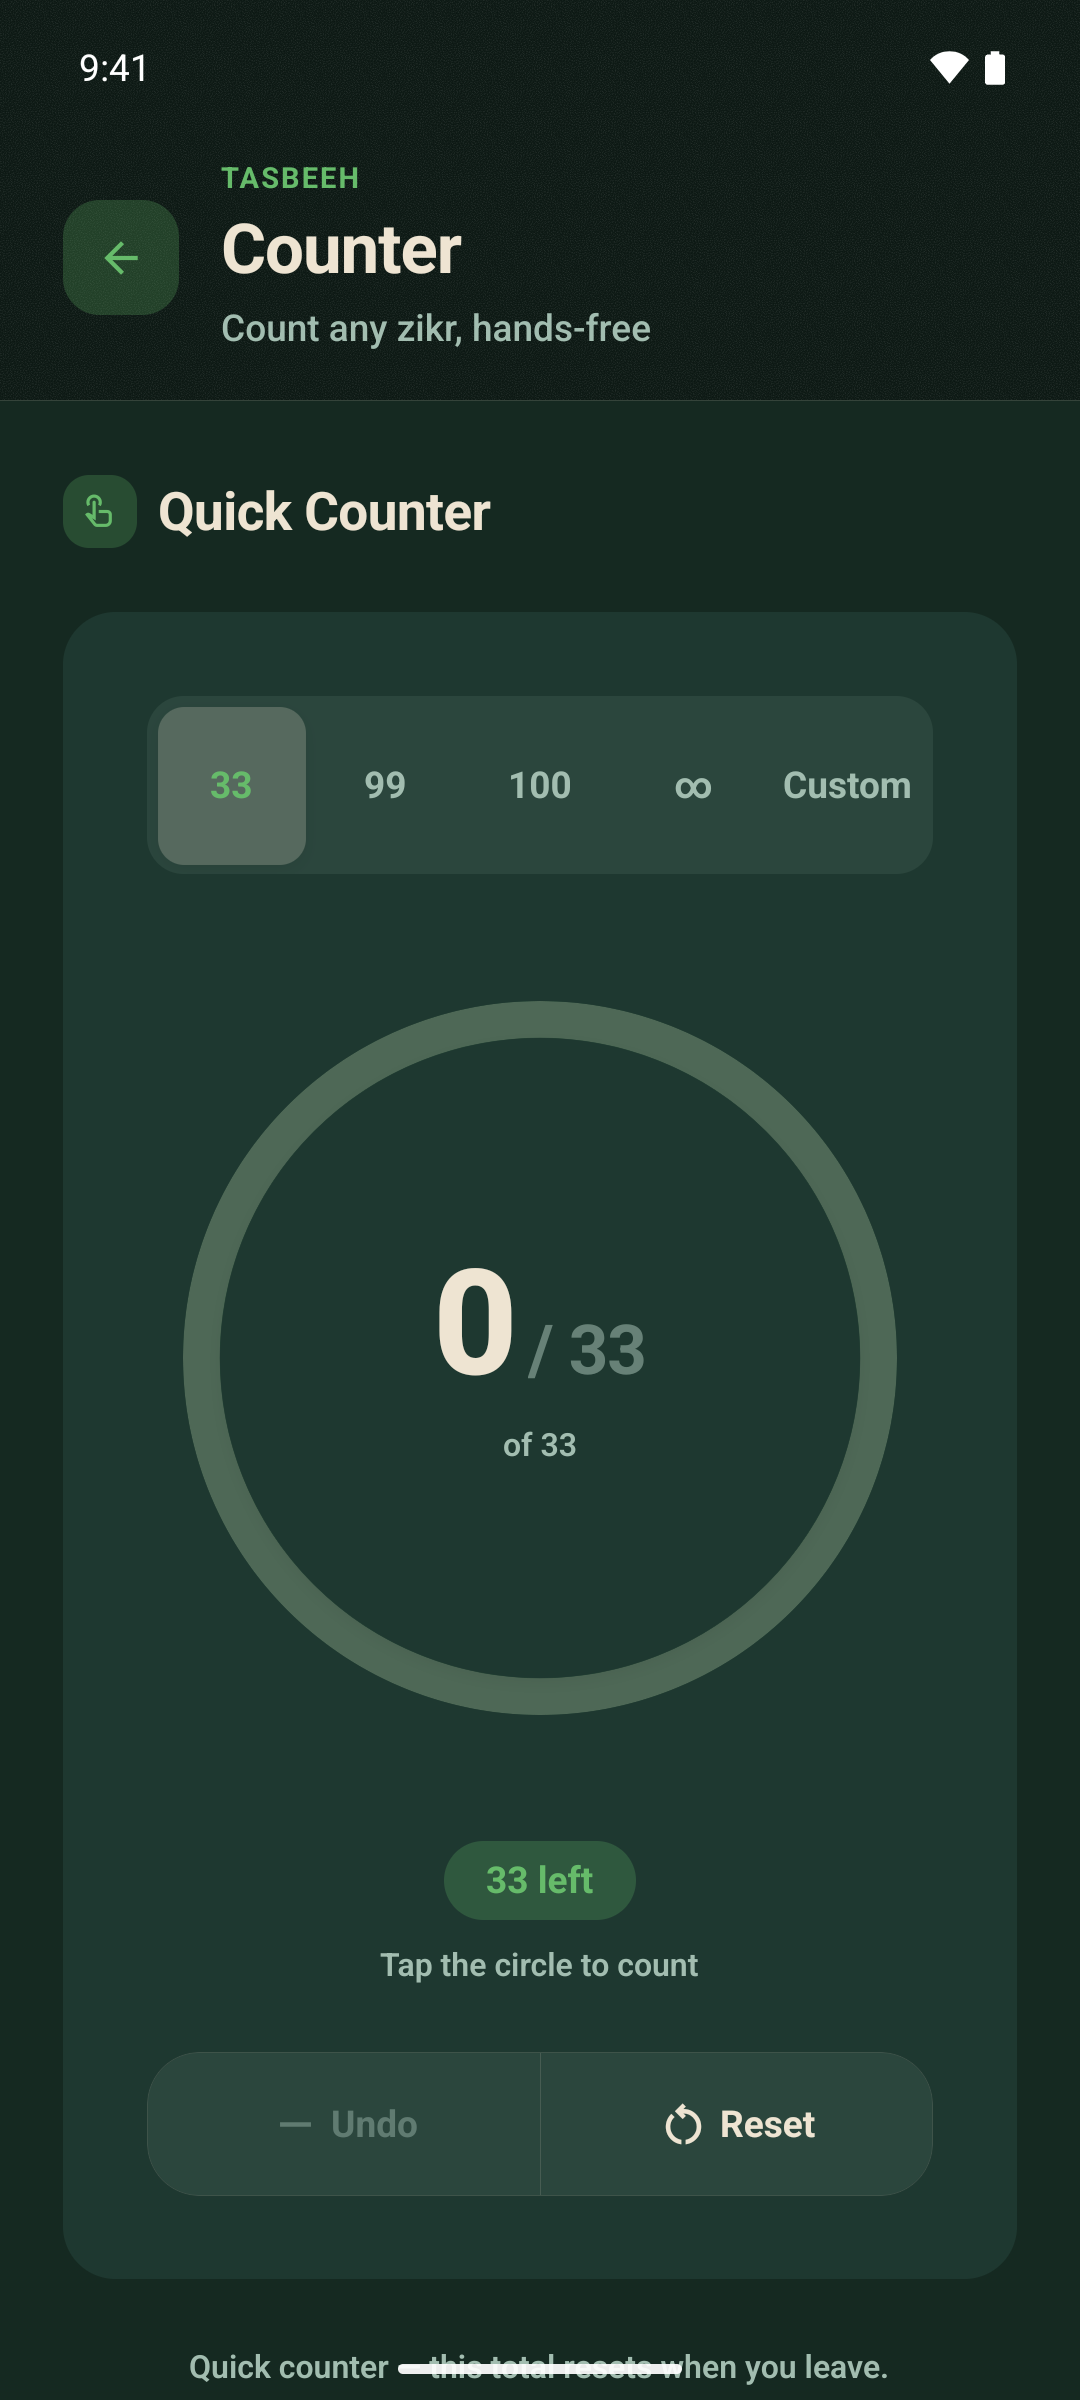 9:41
TASBEEH
Counter
Count any zikr, hands-free
Quick Counter
33 99 100 ∞ Custom
0 / 33
of 33
33 left
Tap the circle to count
Undo Reset
Quick counter this total resets when you leave.